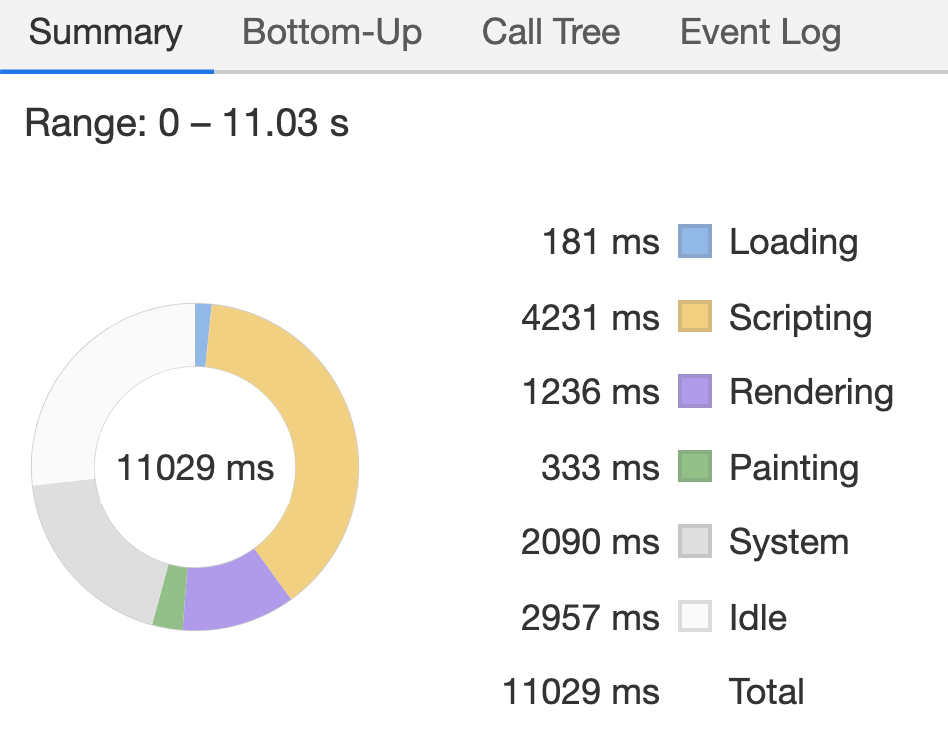 Summary Bottom-Up Call Tree Event Log
Range: 0 – 11.03 s
181 ms Loading
4231 ms Scripting
1236 ms Rendering
11029 ms
333 ms Painting
2090 ms System
2957 ms Idle
11029 ms Total